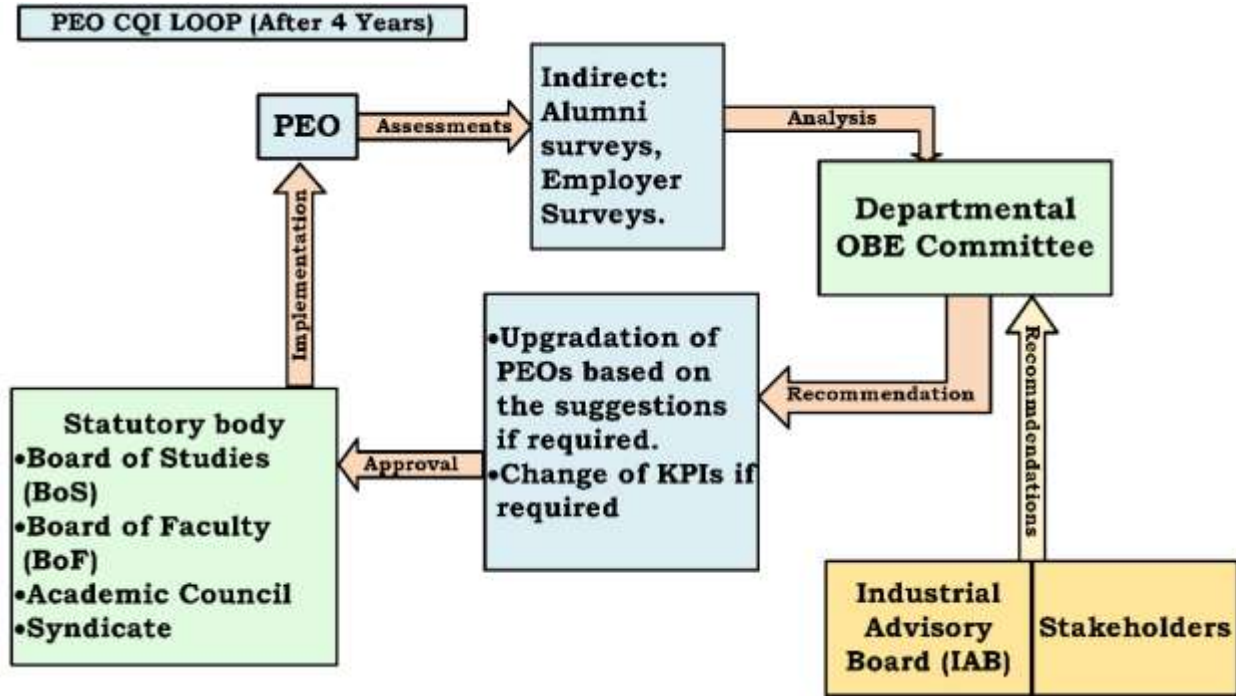 PEO CQI LOOP (After 4 Years)
PEO
Assessments
Indirect:
Alumni
surveys,
Employer
Surveys.
Analysis
Departmental
OBE Committee
Implementation
•Upgradation of
PEOs based on
the suggestions
if required.
•Change of KPIs if
required
Recommendation
Recommdendations
Statutory body
•Board of Studies
(BoS)
•Board of Faculty
(BoF)
•Academic Council
•Syndicate
Approval
Industrial
Advisory
Board (IAB)
Stakeholders